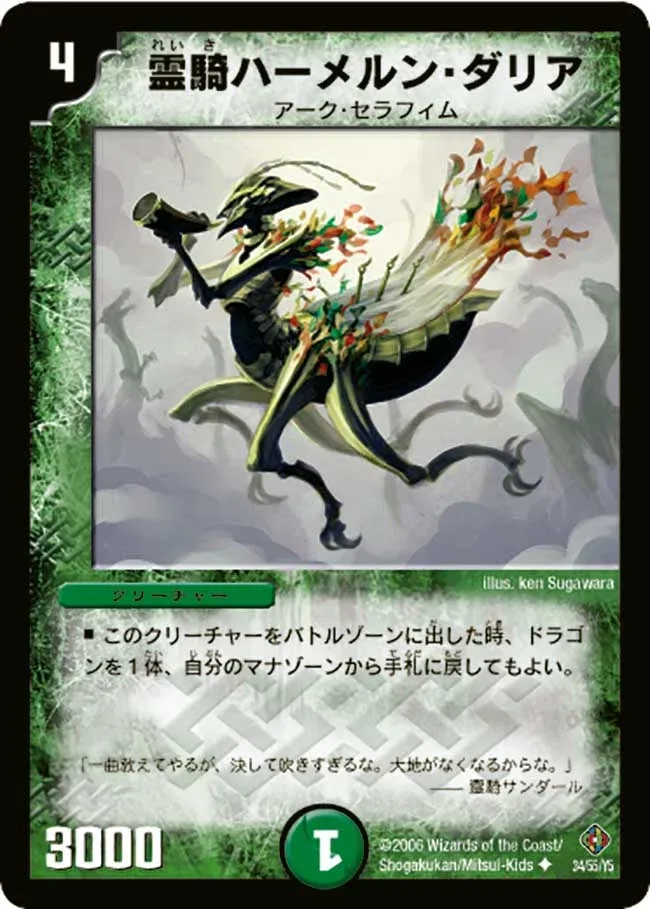 4
れい き
霊騎ハーメルン・ダリア
アーク・セラフィム
illus. ken Sugawara
クリーチャー
■ このクリーチャーをバトルゾーンに出した時、ドラゴ
ンを1体、自分のマナゾーンから手札に戻してもよい。
「一曲教えてやるが、決して吹きすぎるな。大地がなくなるからな。」
—— 霊騎サンダール
3000
1
©2006 Wizards of the Coast/
Shogakukan/Mitsui-Kids ◆
34/55/Y5